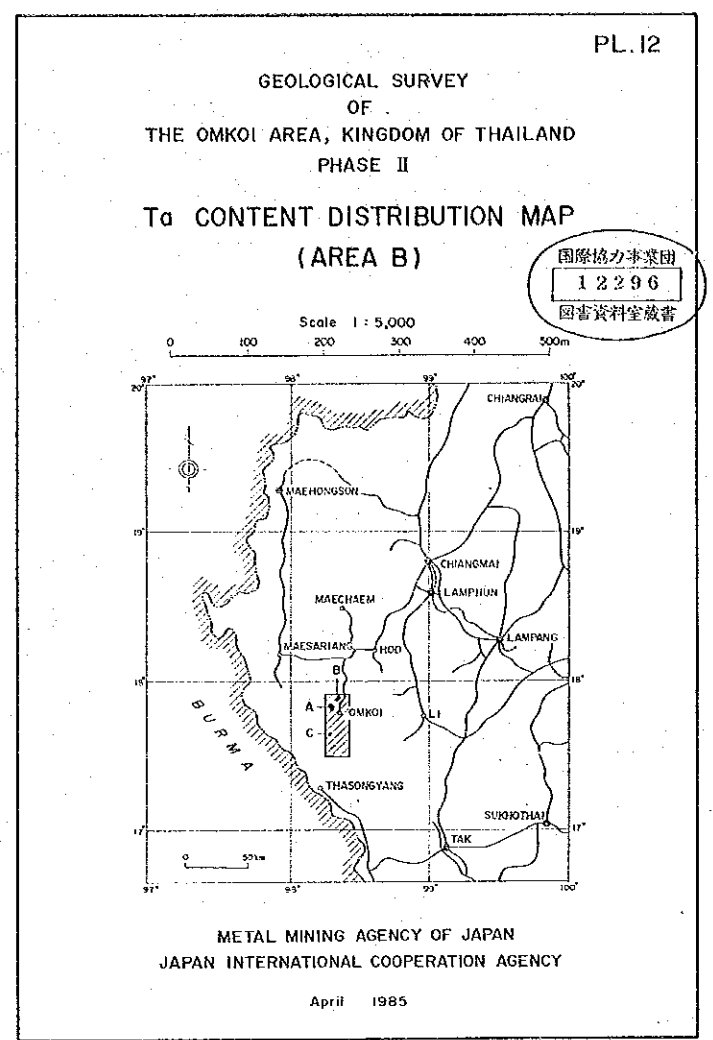 PL.12
GEOLOGICAL SURVEY
OF
THE OMKOI AREA, KINGDOM OF THAILAND
PHASE II
Ta CONTENT DISTRIBUTION MAP
(AREA B)
国際協力事業団
12296
図書資料室蔵書
Scale 1 : 5,000
0 100 200 300 400 500m
97° 98° 99° 100°
20° 20°
CHIANGRAI
MAEHONGSON
19° 19°
CHIANGMAI
LAMPHUN
MAECHAEM
LAMPANG
MAESARIANG
HOD
B
18° 18°
A
OMKOI
LI
C
BURMA
THASONGYANG
SUKHOTHAI
17° 17°
TAK
0 50km
97° 98° 99° 100°
METAL MINING AGENCY OF JAPAN
JAPAN INTERNATIONAL COOPERATION AGENCY
April 1985